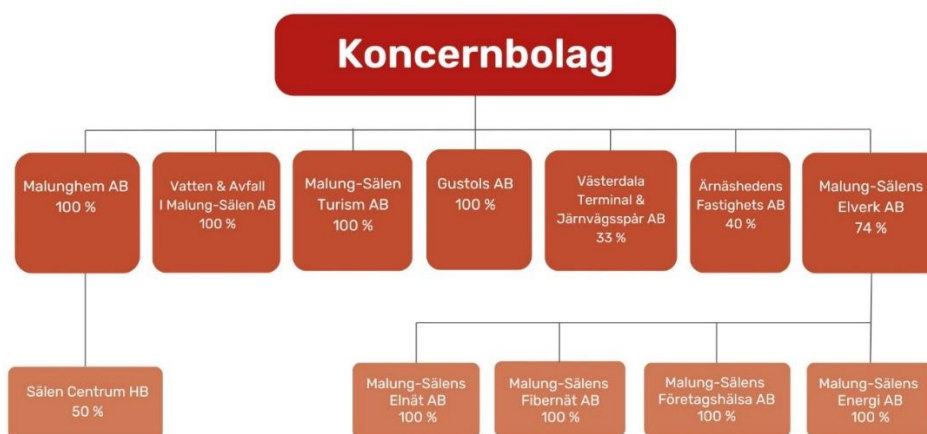 Koncernbolag
Malunghem AB
100 %
Vatten & Avfall
I Malung-Sälen AB
100 %
Malung-Sälen
Turism AB
100 %
Gustols AB
100 %
Västerdala
Terminal &
Järnvägsspår AB
33 %
Ärnäshedens
Fastighets AB
40 %
Malung-Sälens
Elverk AB
74 %
Sälen Centrum HB
50 %
Malung-Sälens
Elnät AB
100 %
Malung-Sälens
Fibernät AB
100 %
Malung-Sälens
Företagshälsa AB
100 %
Malung-Sälens
Energi AB
100 %